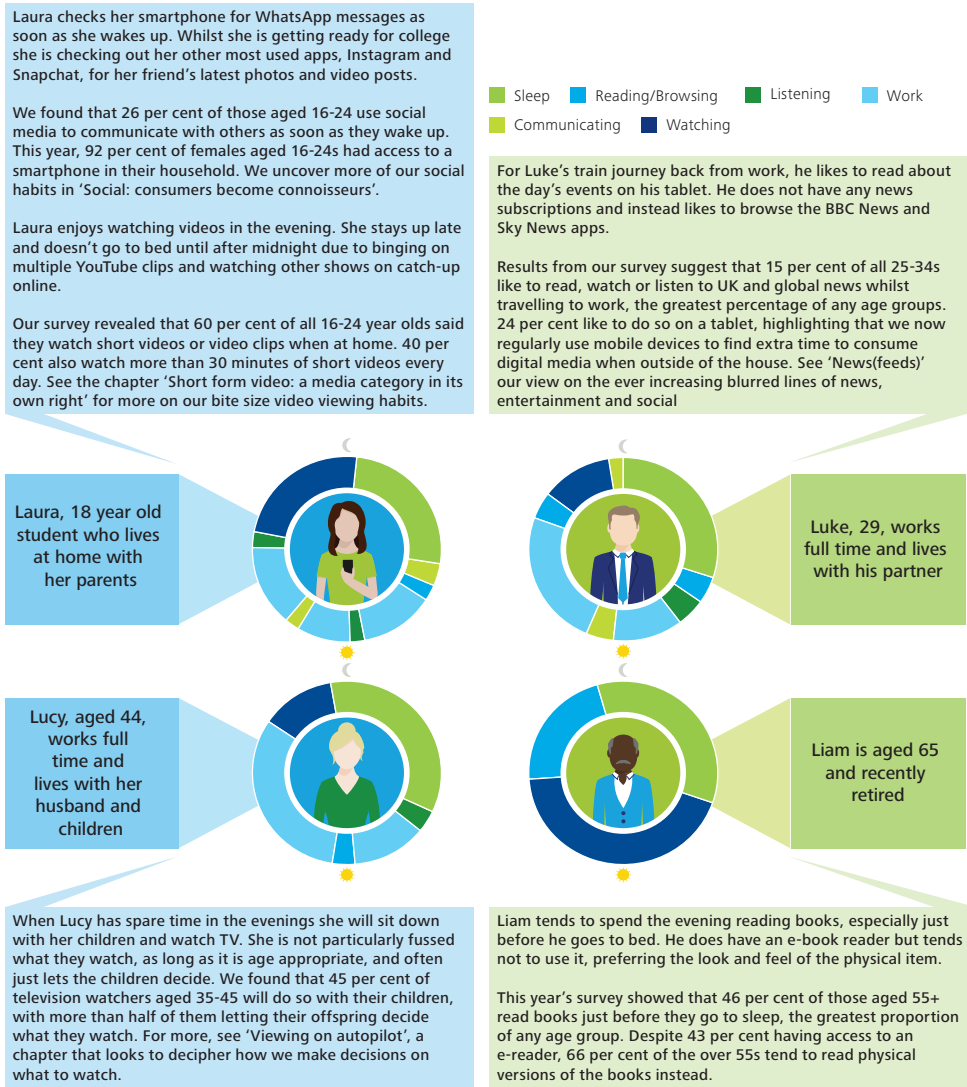 Laura checks her smartphone for WhatsApp messages as
soon as she wakes up. Whilst she is getting ready for college
she is checking out her other most used apps, Instagram and
Snapchat, for her friend’s latest photos and video posts.
We found that 26 per cent of those aged 16-24 use social
media to communicate with others as soon as they wake up.
This year, 92 per cent of females aged 16-24s had access to a
smartphone in their household. We uncover more of our social
habits in ‘Social: consumers become connoisseurs’.
Laura enjoys watching videos in the evening. She stays up late
and doesn’t go to bed until after midnight due to binging on
multiple YouTube clips and watching other shows on catch-up
online.
Our survey revealed that 60 per cent of all 16-24 year olds said
they watch short videos or video clips when at home. 40 per
cent also watch more than 30 minutes of short videos every
day. See the chapter ‘Short form video: a media category in its
own right’ for more on our bite size video viewing habits.
Sleep Reading/Browsing Listening Work
Communicating Watching
For Luke’s train journey back from work, he likes to read about
the day’s events on his tablet. He does not have any news
subscriptions and instead likes to browse the BBC News and
Sky News apps.
Results from our survey suggest that 15 per cent of all 25-34s
like to read, watch or listen to UK and global news whilst
travelling to work, the greatest percentage of any age groups.
24 per cent like to do so on a tablet, highlighting that we now
regularly use mobile devices to find extra time to consume
digital media when outside of the house. See ‘News(feeds)’
our view on the ever increasing blurred lines of news,
entertainment and social
Laura, 18 year old
student who lives
at home with
her parents
Luke, 29, works
full time and lives
with his partner
Lucy, aged 44,
works full
time and
lives with her
husband and
children
Liam is aged 65
and recently
retired
When Lucy has spare time in the evenings she will sit down
with her children and watch TV. She is not particularly fussed
what they watch, as long as it is age appropriate, and often
just lets the children decide. We found that 45 per cent of
television watchers aged 35-45 will do so with their children,
with more than half of them letting their offspring decide
what they watch. For more, see ‘Viewing on autopilot’, a
chapter that looks to decipher how we make decisions on
what to watch.
Liam tends to spend the evening reading books, especially just
before he goes to bed. He does have an e-book reader but tends
not to use it, preferring the look and feel of the physical item.
This year’s survey showed that 46 per cent of those aged 55+
read books just before they go to sleep, the greatest proportion
of any age group. Despite 43 per cent having access to an
e-reader, 66 per cent of the over 55s tend to read physical
versions of the books instead.